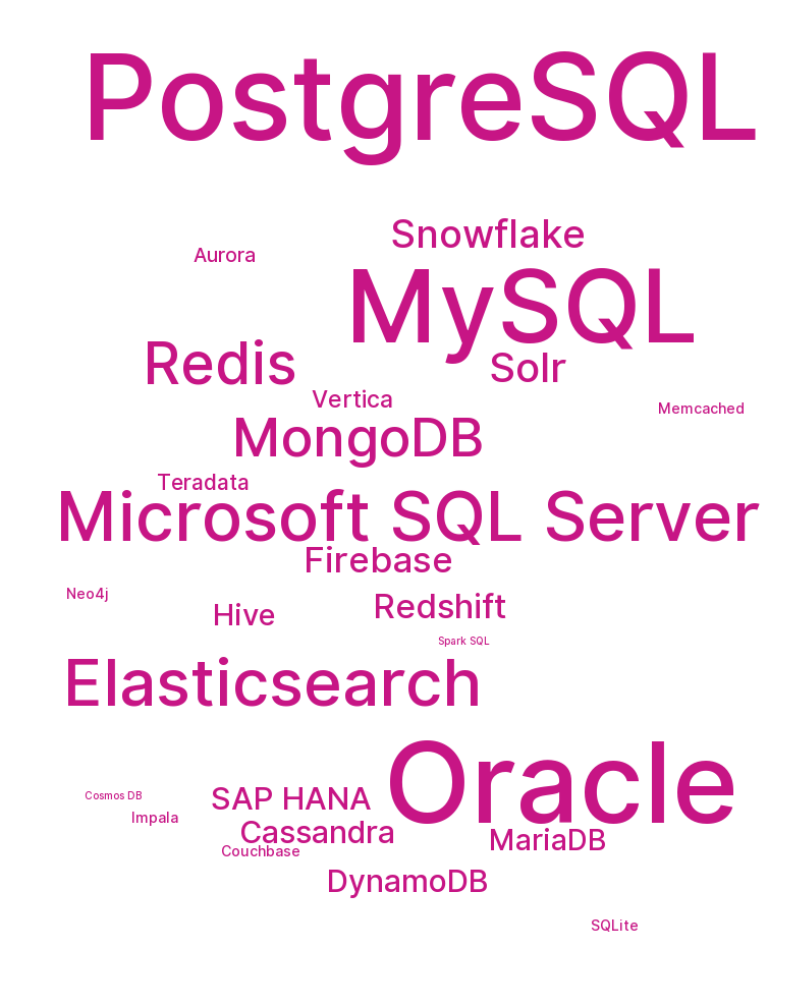 PostgreSQL
Snowflake
Aurora
MySQL
Redis
Solr
Vertica
Memcached
MongoDB
Teradata
Microsoft SQL Server
Firebase
Neo4j
Redshift
Hive
Spark SQL
Elasticsearch
Oracle
Cosmos DB
SAP HANA
Impala
Cassandra
MariaDB
Couchbase
DynamoDB
SQLite